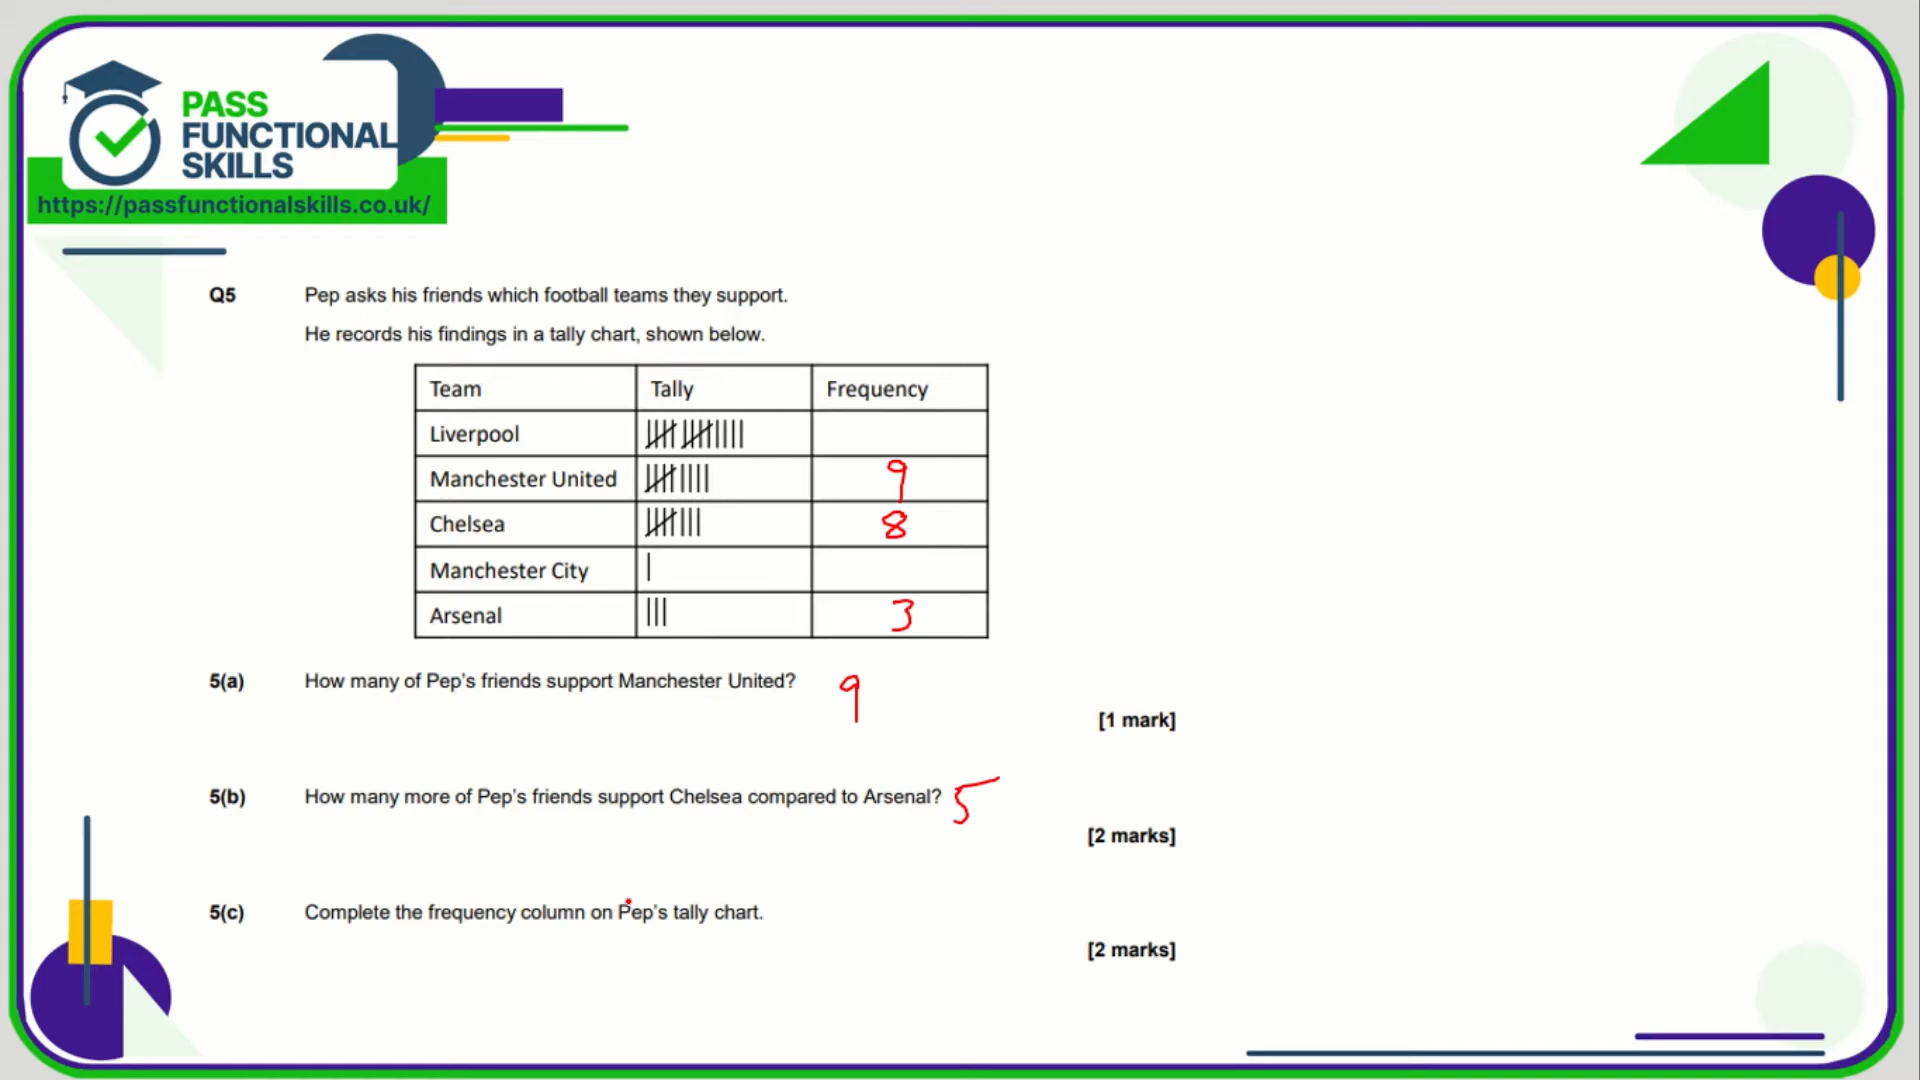 PASS
FUNCTIONAL
SKILLS
https://passfunctionalskills.co.uk/
Q5 Pep asks his friends which football teams they support.
He records his findings in a tally chart, shown below.
Team Tally Frequency
Liverpool
Manchester United 9
Chelsea 8
Manchester City
Arsenal 3
5(a) How many of Pep’s friends support Manchester United? 9
[1 mark]
5(b) How many more of Pep’s friends support Chelsea compared to Arsenal? 5
[2 marks]
5(c) Complete the frequency column on Pep’s tally chart.
[2 marks]